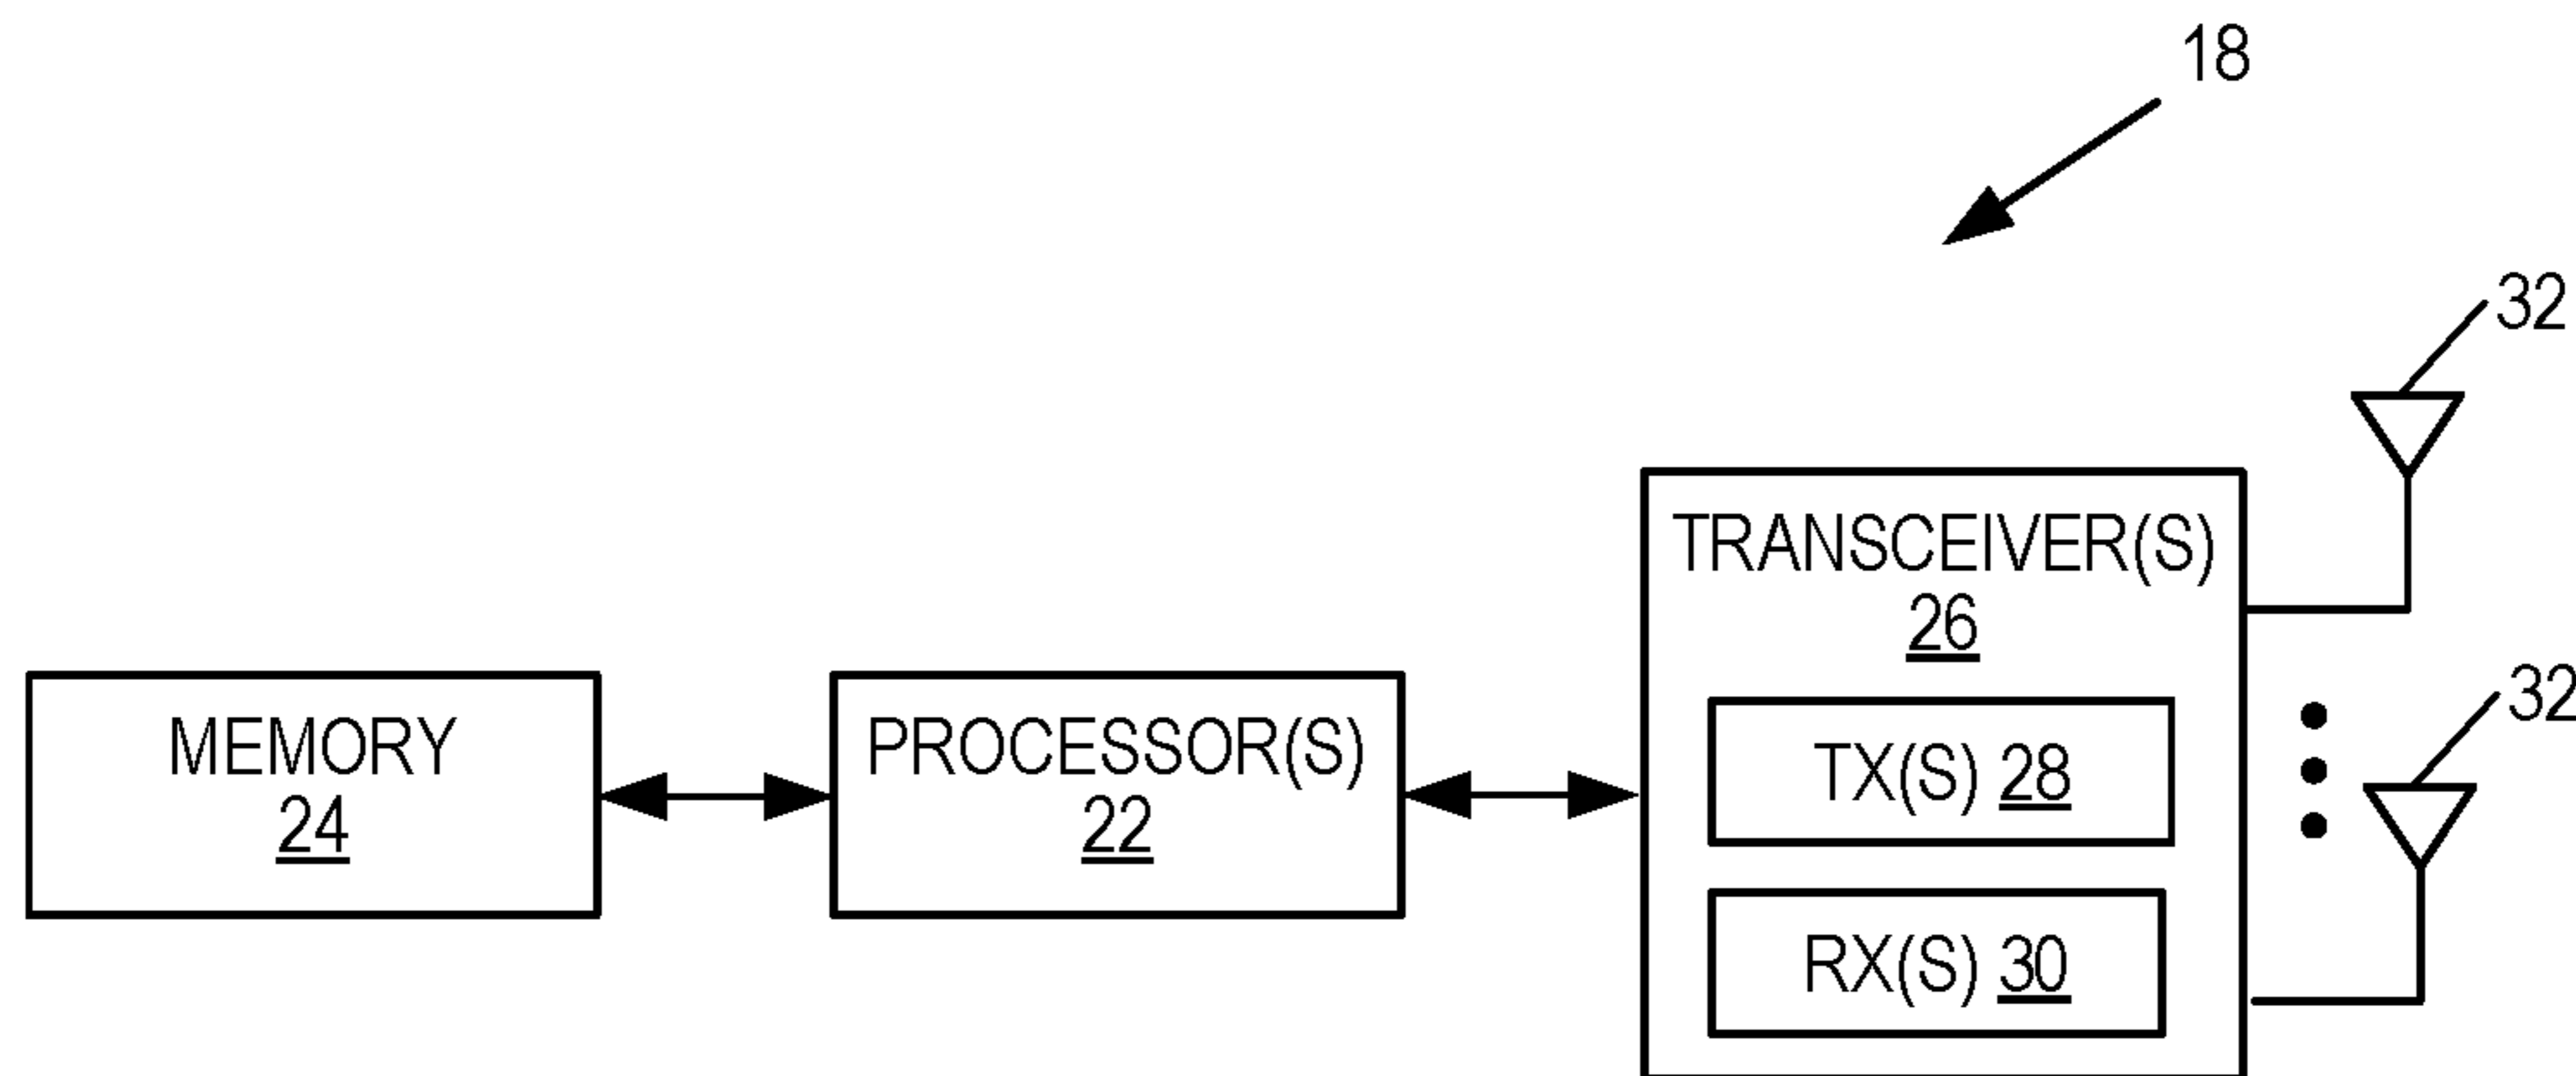 18
32
TRANSCEIVER(S)
26
32
MEMORY
24
PROCESSOR(S)
22
TX(S) 28
RX(S) 30